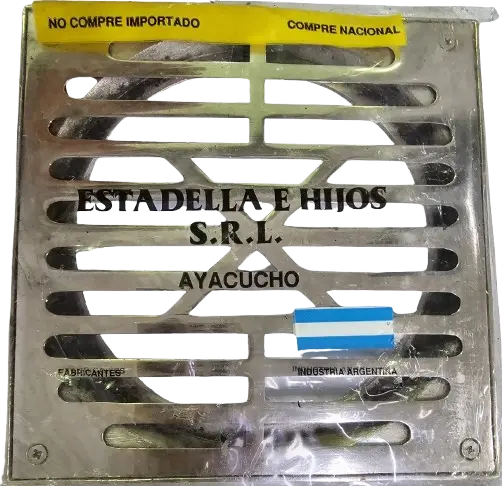 NO COMPRE IMPORTADO
COMPRE NACIONAL
ESTADELLA E HIJOS
S.R.L.
AYACUCHO
FABRICANTES
INDUSTRIA ARGENTINA